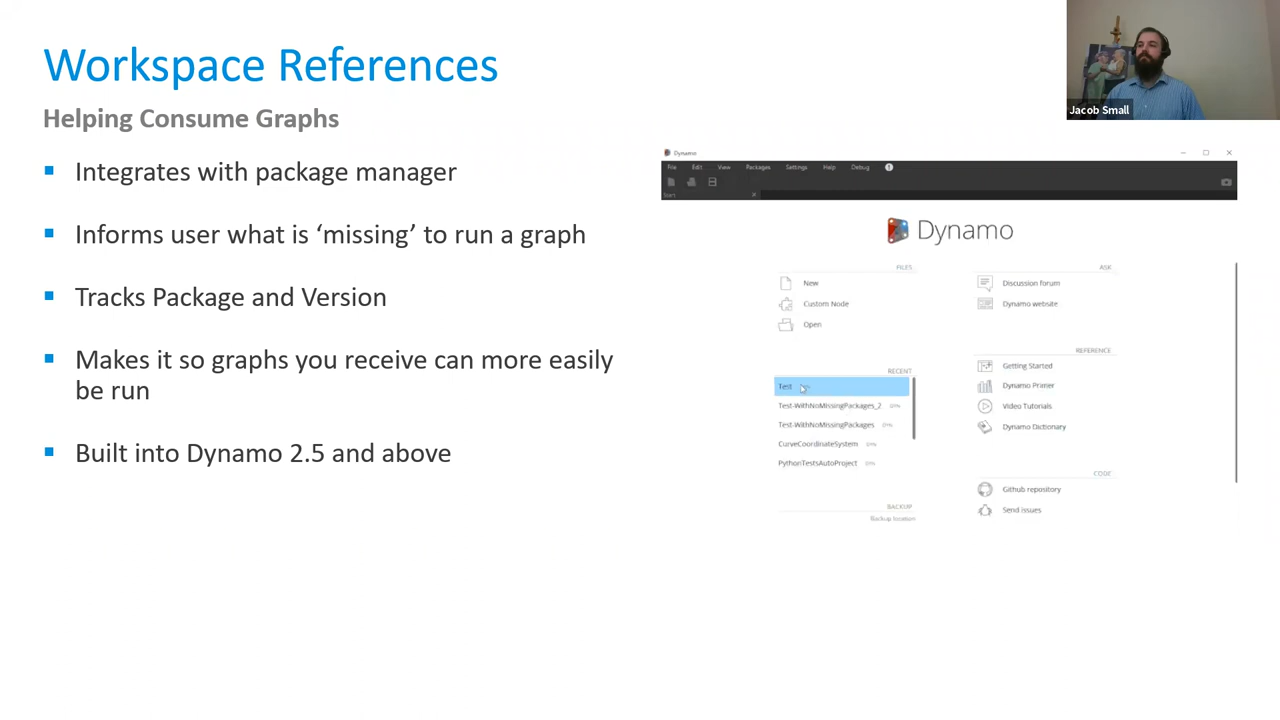 Workspace References
Helping Consume Graphs
Integrates with package manager
Informs user what is ‘missing’ to run a graph
Tracks Package and Version
Makes it so graphs you receive can more easily
be run
Built into Dynamo 2.5 and above
Jacob Small
Dynamo
File Edit View Packages Settings Help Debug
Start
Dynamo
FILES
New
Custom Node
Open
RECENT
Test
Test-WithNoMissingPackages_2
Test-WithNoMissingPackages
CurveCoordinateSystem
PythonTestsAutoProject
BACKUP
Backup location
ASK
Discussion forum
Dynamo website
REFERENCE
Getting Started
Dynamo Primer
Video Tutorials
Dynamo Dictionary
CODE
Github repository
Send issues